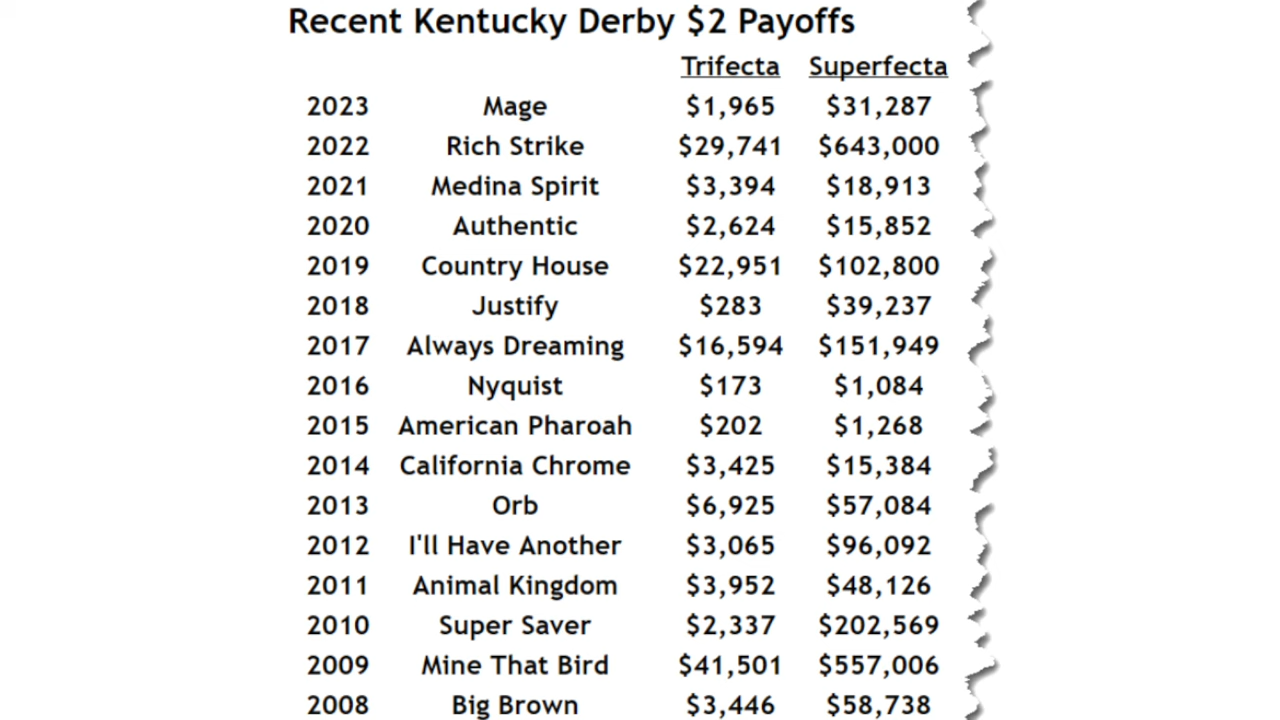 Recent Kentucky Derby $2 Payoffs
Trifecta Superfecta
2023 Mage $1,965 $31,287
2022 Rich Strike $29,741 $643,000
2021 Medina Spirit $3,394 $18,913
2020 Authentic $2,624 $15,852
2019 Country House $22,951 $102,800
2018 Justify $283 $39,237
2017 Always Dreaming $16,594 $151,949
2016 Nyquist $173 $1,084
2015 American Pharoah $202 $1,268
2014 California Chrome $3,425 $15,384
2013 Orb $6,925 $57,084
2012 I'll Have Another $3,065 $96,092
2011 Animal Kingdom $3,952 $48,126
2010 Super Saver $2,337 $202,569
2009 Mine That Bird $41,501 $557,006
2008 Big Brown $3,446 $58,738